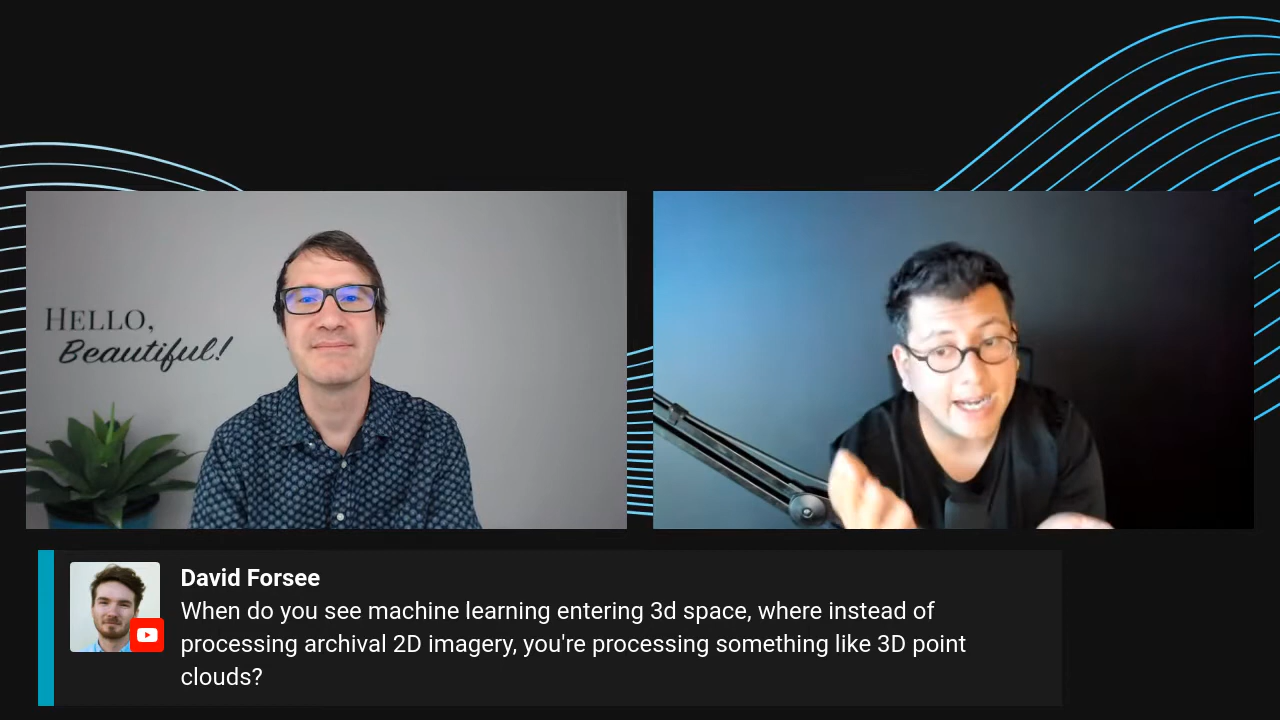 HELLO,
Beautiful!
David Forsee
When do you see machine learning entering 3d space, where instead of
processing archival 2D imagery, you're processing something like 3D point
clouds?